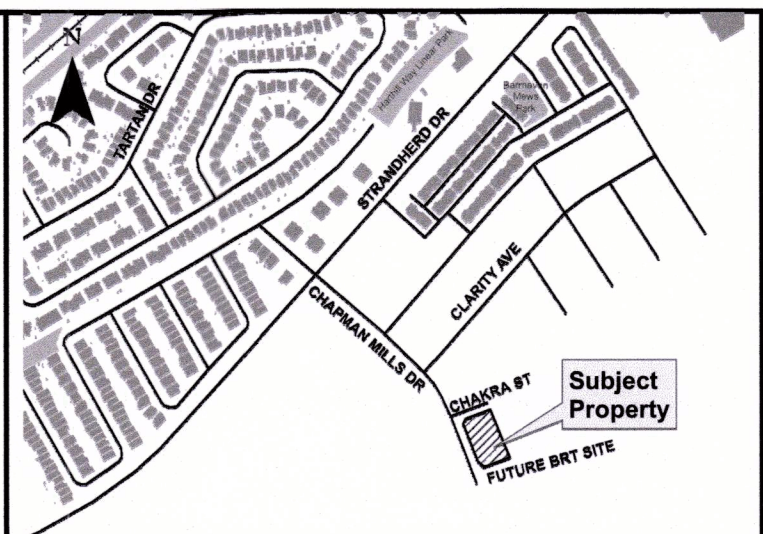 N
Harthill Way Linear Park
TARTAN DR
Barrhaven
Mews
Park
STRANDHERD DR
CLARITY AVE
CHAPMAN MILLS DR
CHAKRA ST
Subject
Property
FUTURE BRT SITE